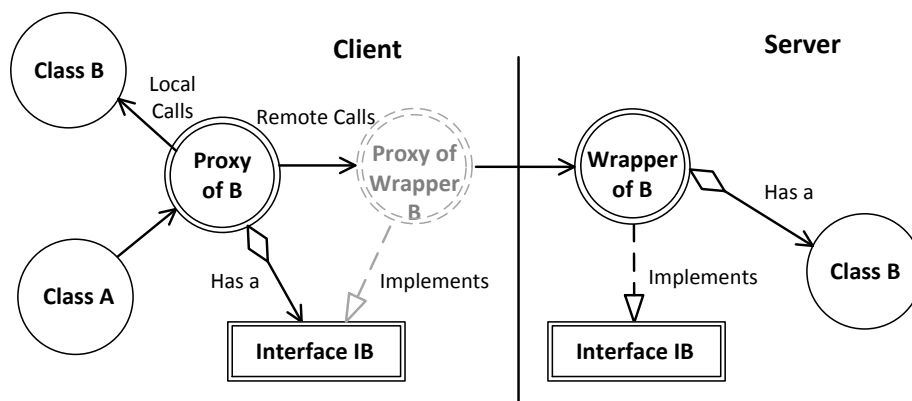 Client
Server
Class B
Local
Calls
Remote Calls
Proxy
of B
Proxy of
Wrapper
B
Wrapper
of B
Has a
Class A
Has a
Implements
Implements
Class B
Interface IB
Interface IB